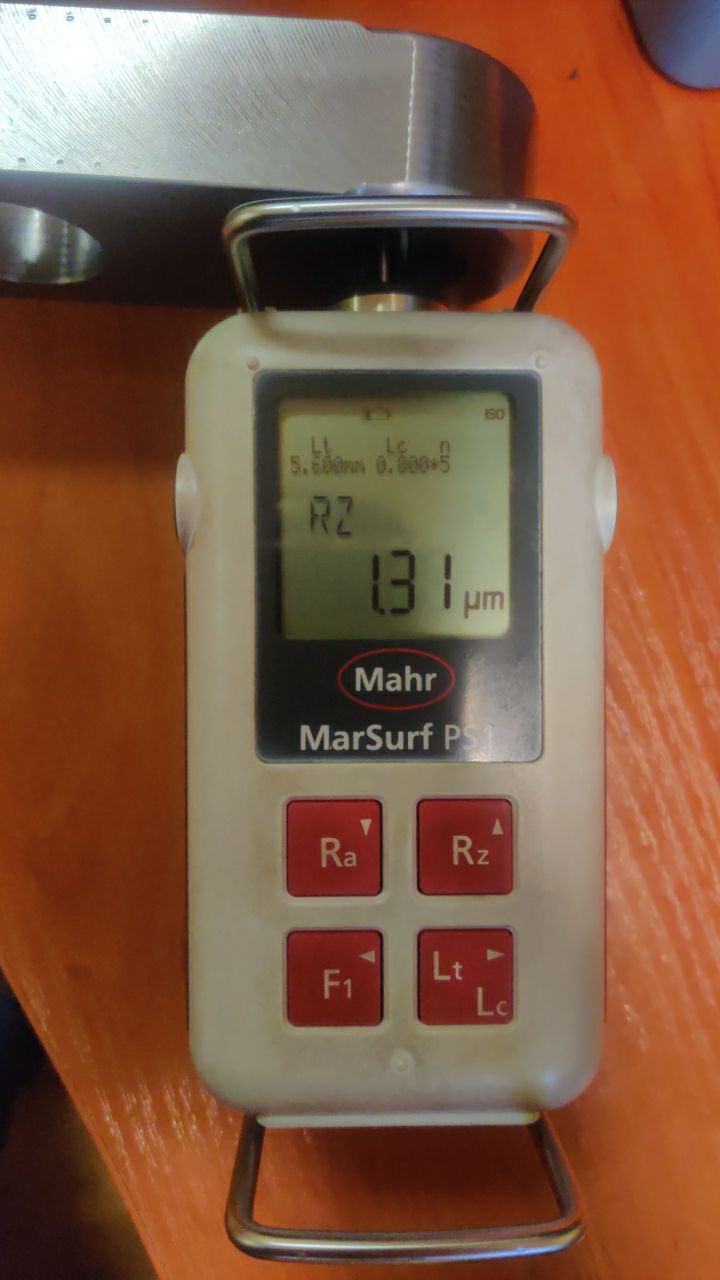 ISO
Lt Lc n
5.600mm 0.800*5
RZ
1.31 µm
Mahr
MarSurf PS1
Ra
Rz
F1
Lt
Lc